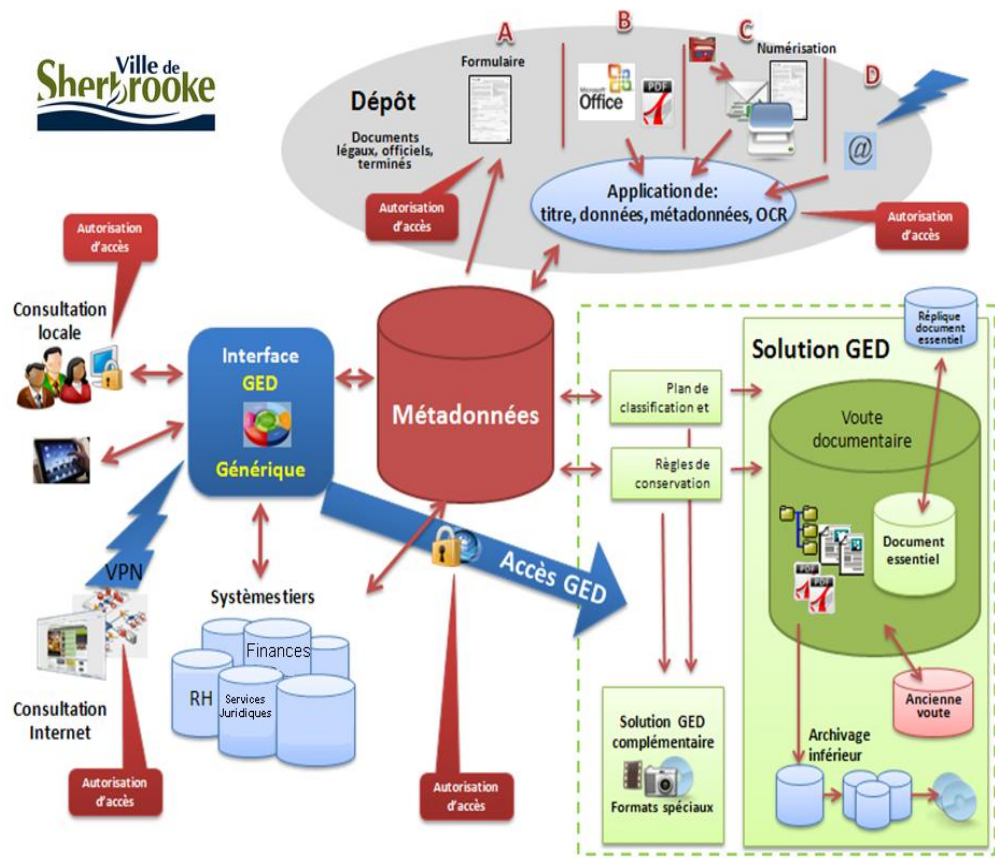 Ville de
Sherbrooke
A
B
C
D
Formulaire
Numérisation
Microsoft
Office
PDF
@
Dépôt
Documents
légaux, officiels,
terminés
Application de:
titre, données, métadonnées, OCR
Autorisation
d'accès
Autorisation
d'accès
Autorisation
d'accès
Consultation
locale
Interface
GED
Générique
Métadonnées
Plan de
classification et
Règles de
conservation
Solution GED
Réplique
document
essentiel
Voute
documentaire
Document
essentiel
PDF
PDF
Ancienne
voute
Archivage
inférieur
Accès GED
VPN
Consultation
Internet
Systèmestiers
Finances
RH
Services
Juridiques
Solution GED
complémentaire
Formats spéciaux
Autorisation
d'accès
Autorisation
d'accès